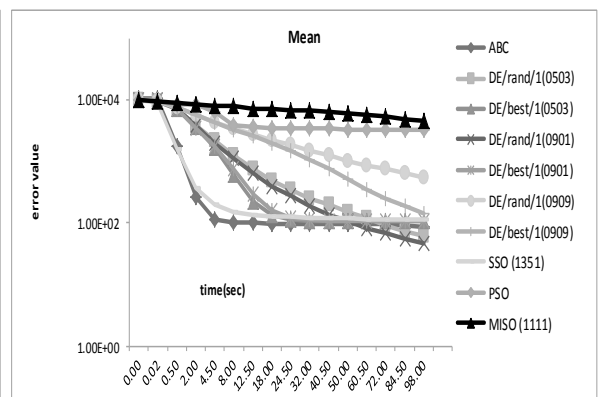 Mean
1.00E+04
1.00E+02
1.00E+00
error value
time(sec)
0.00
0.02
0.50
2.00
4.50
8.00
12.50
18.00
24.50
32.00
40.50
50.00
60.50
72.00
84.50
98.00
ABC
DE/rand/1(0503)
DE/best/1(0503)
DE/rand/1(0901)
DE/best/1(0901)
DE/rand/1(0909)
DE/best/1(0909)
SSO (1351)
PSO
MISO (1111)